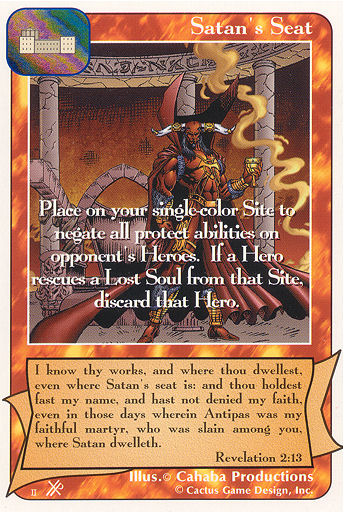 Satan's Seat
Place on your single-color Site to
negate all protect abilities on
opponent's Heroes. If a Hero
rescues a Lost Soul from that Site,
discard that Hero.
I know thy works, and where thou dwellest,
even where Satan's seat is: and thou holdest
fast my name, and hast not denied my faith,
even in those days wherein Antipas was my
faithful martyr, who was slain among you,
where Satan dwelleth.
Revelation 2:13
Illus.© Cahaba Productions
II © Cactus Game Design, Inc.